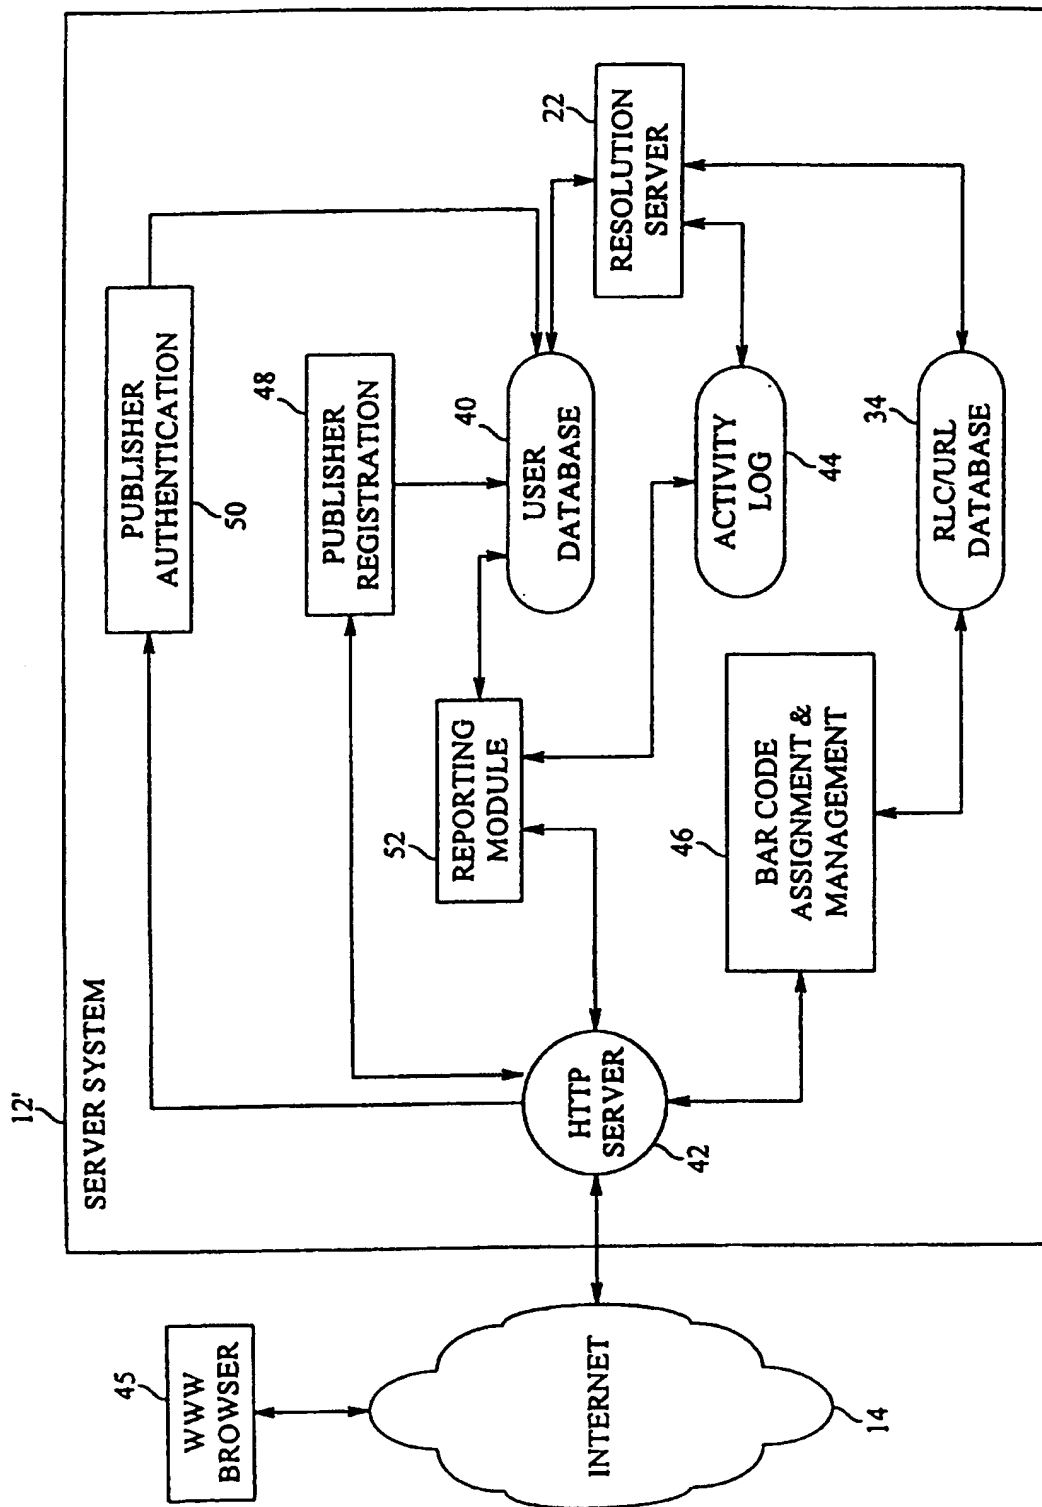 12'
SERVER SYSTEM
45
WWW
BROWSER
INTERNET
14
HTTP
SERVER
42
PUBLISHER
AUTHENTICATION
50
48
PUBLISHER
REGISTRATION
52
REPORTING
MODULE
40
USER
DATABASE
22
RESOLUTION
SERVER
ACTIVITY
LOG
44
46
BAR CODE
ASSIGNMENT &
MANAGEMENT
34
RLC/URL
DATABASE